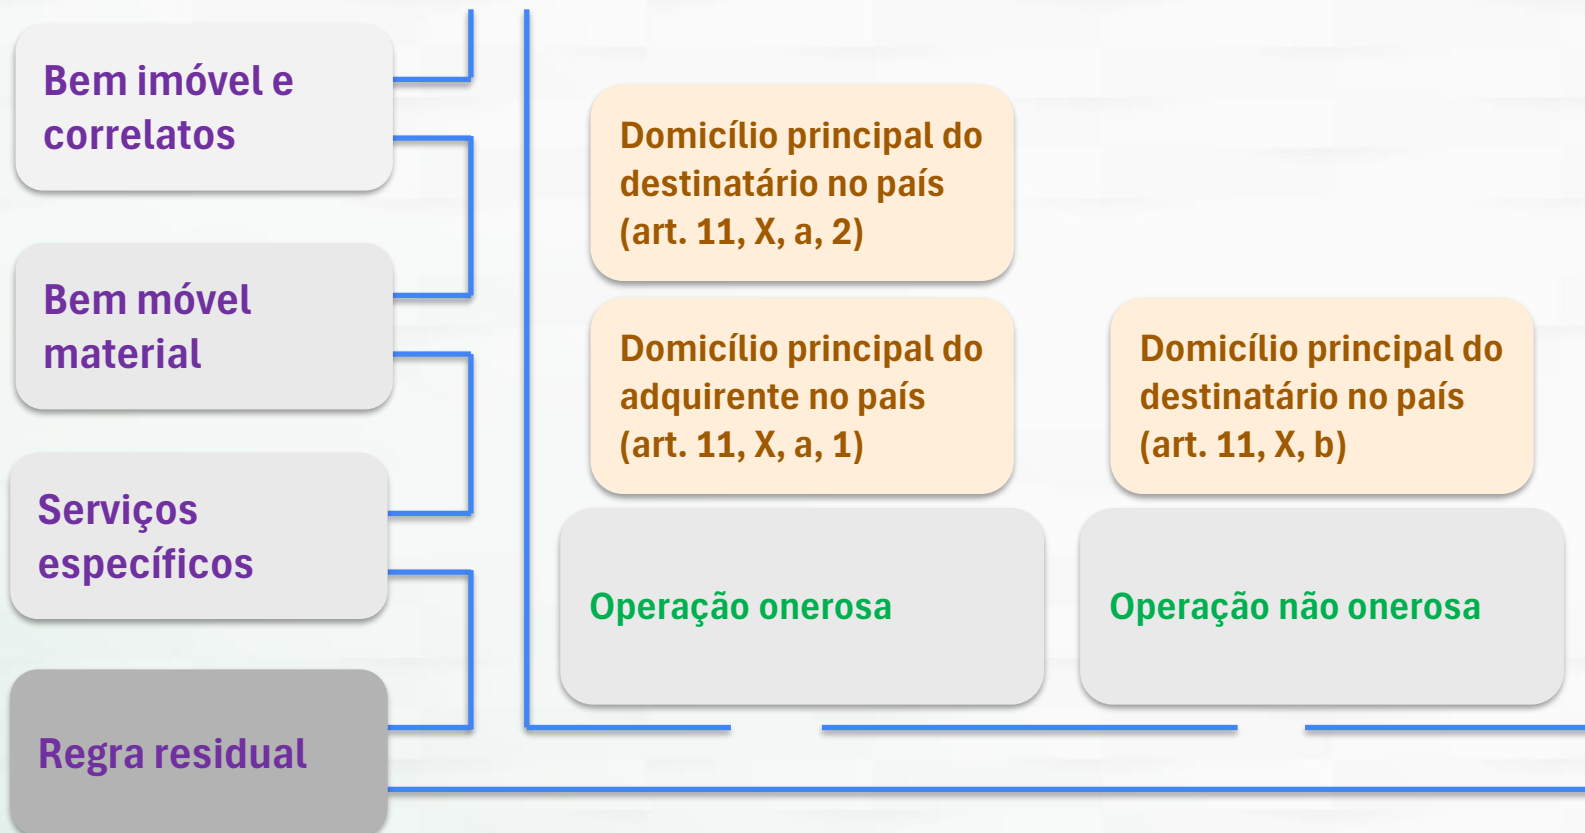 Bem imóvel e
correlatos
Bem móvel
material
Serviços
específicos
Regra residual
Domicílio principal do
destinatário no país
(art. 11, X, a, 2)
Domicílio principal do
adquirente no país
(art. 11, X, a, 1)
Operação onerosa
Domicílio principal do
destinatário no país
(art. 11, X, b)
Operação não onerosa